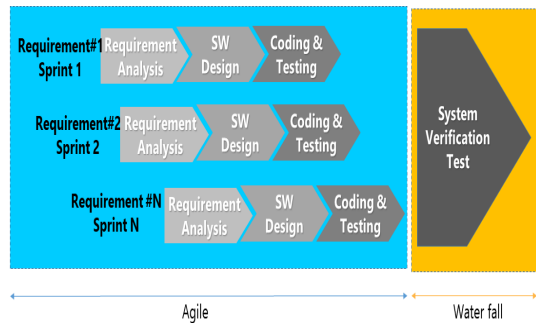 Requirement#1
Sprint 1
Requirement
Analysis
SW
Design
Coding &
Testing
Requirement#2
Sprint 2
Requirement
Analysis
SW
Design
Coding &
Testing
Requirement #N
Sprint N
Requirement
Analysis
SW
Design
Coding &
Testing
System
Verification
Test
Agile
Water fall